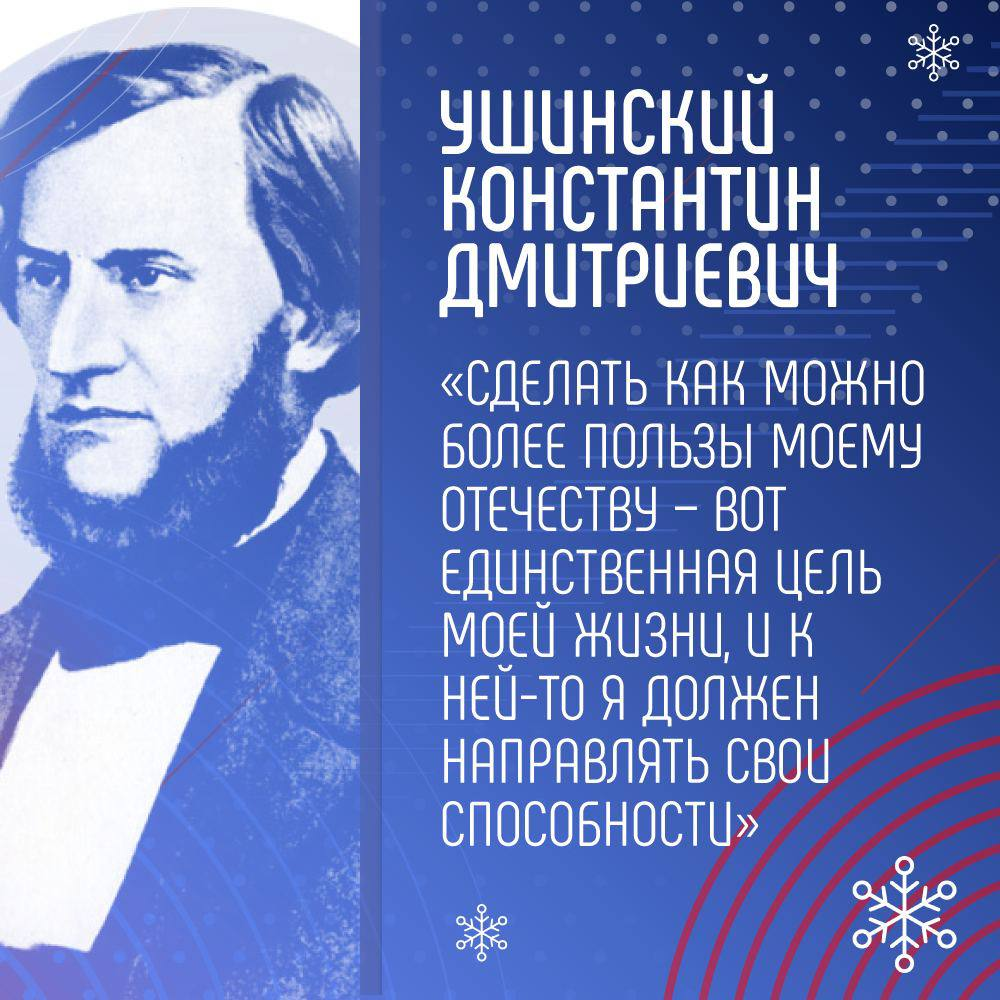 УШИНСКИЙ
КОНСТАНТИН
ДМИТРИЕВИЧ
«СДЕЛАТЬ КАК МОЖНО
БОЛЕЕ ПОЛЬЗЫ МОЕМУ
ОТЕЧЕСТВУ – ВОТ
ЕДИНСТВЕННАЯ ЦЕЛЬ
МОЕЙ ЖИЗНИ, И К
НЕЙ-ТО Я ДОЛЖЕН
НАПРАВЛЯТЬ СВОИ
СПОСОБНОСТИ»